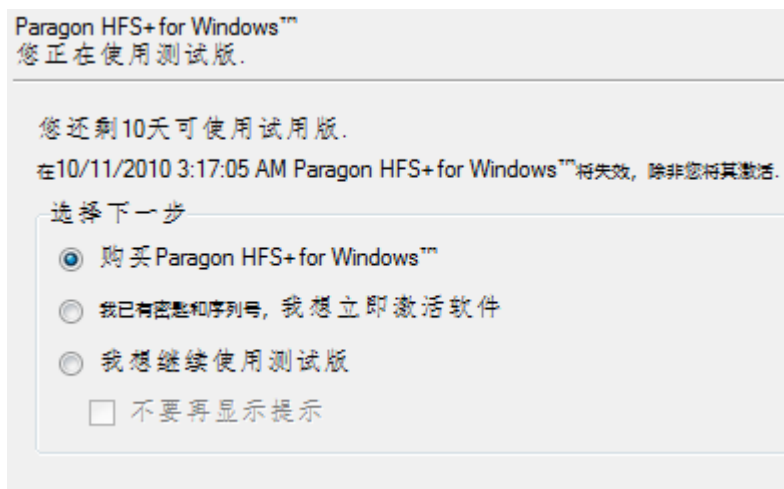 Paragon HFS+ for Windows™
您正在使用测试版.
您还剩10天可使用试用版.
在10/11/2010 3:17:05 AM Paragon HFS+ for Windows™将失效，除非您将其激活.
选择下一步
购买Paragon HFS+ for Windows™
我已有密匙和序列号，我想立即激活软件
我想继续使用测试版
不要再显示提示